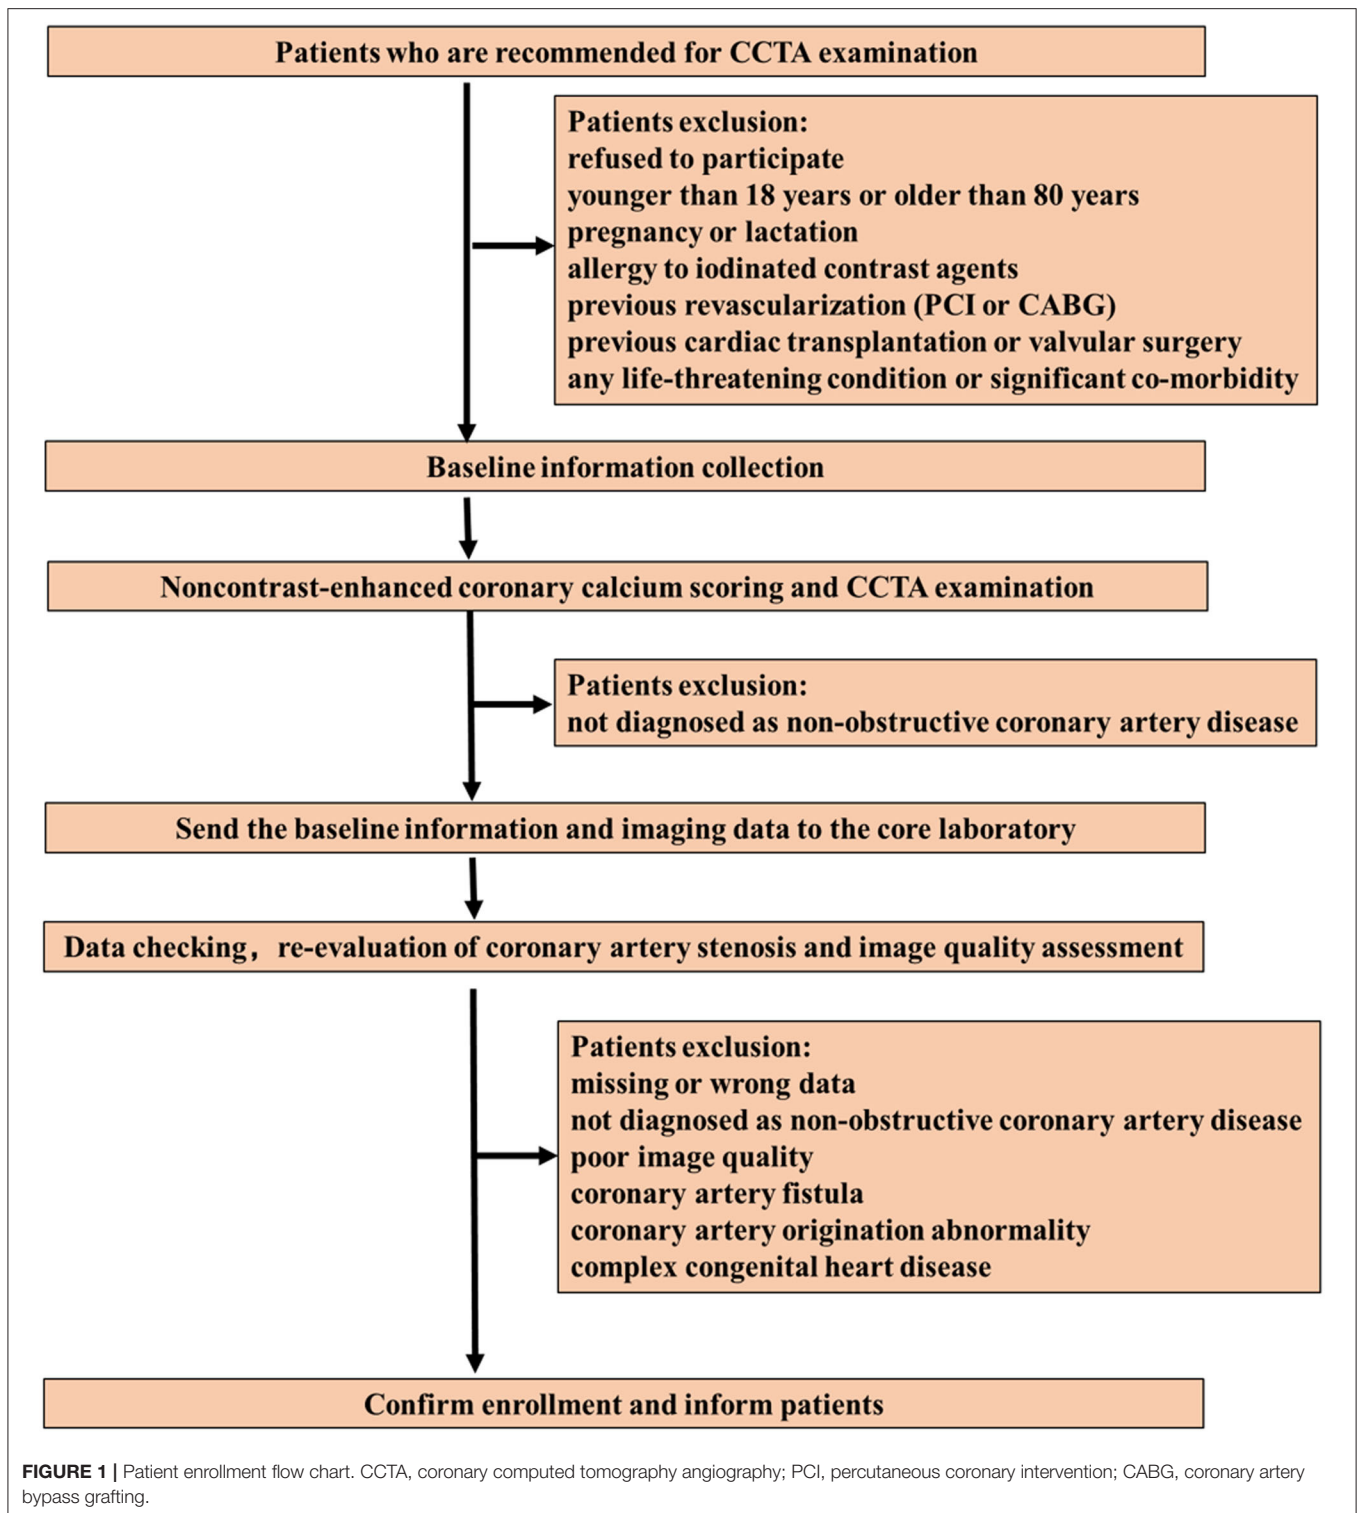 Patients who are recommended for CCTA examination
Patients exclusion:
refused to participate
younger than 18 years or older than 80 years
pregnancy or lactation
allergy to iodinated contrast agents
previous revascularization (PCI or CABG)
previous cardiac transplantation or valvular surgery
any life-threatening condition or significant co-morbidity
Baseline information collection
Noncontrast-enhanced coronary calcium scoring and CCTA examination
Patients exclusion:
not diagnosed as non-obstructive coronary artery disease
Send the baseline information and imaging data to the core laboratory
Data checking，re-evaluation of coronary artery stenosis and image quality assessment
Patients exclusion:
missing or wrong data
not diagnosed as non-obstructive coronary artery disease
poor image quality
coronary artery fistula
coronary artery origination abnormality
complex congenital heart disease
Confirm enrollment and inform patients
FIGURE 1 | Patient enrollment flow chart. CCTA, coronary computed tomography angiography; PCI, percutaneous coronary intervention; CABG, coronary artery
bypass grafting.